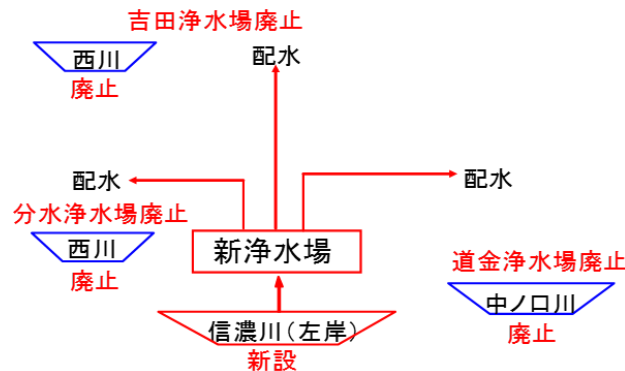 吉田浄水場廃止
西川
廃止
配水
配水
配水
分水浄水場廃止
西川
廃止
新浄水場
道金浄水場廃止
中ノ口川
廃止
信濃川(左岸)
新設